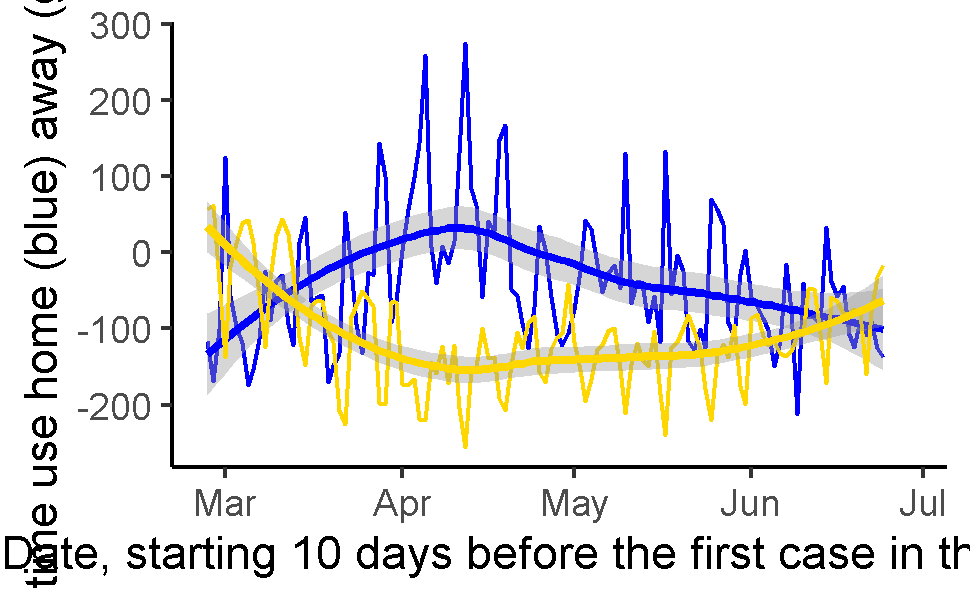 time use home (blue) away (
300
200
100
0
-100
-200
Mar Apr May Jun Jul
Date, starting 10 days before the first case in th